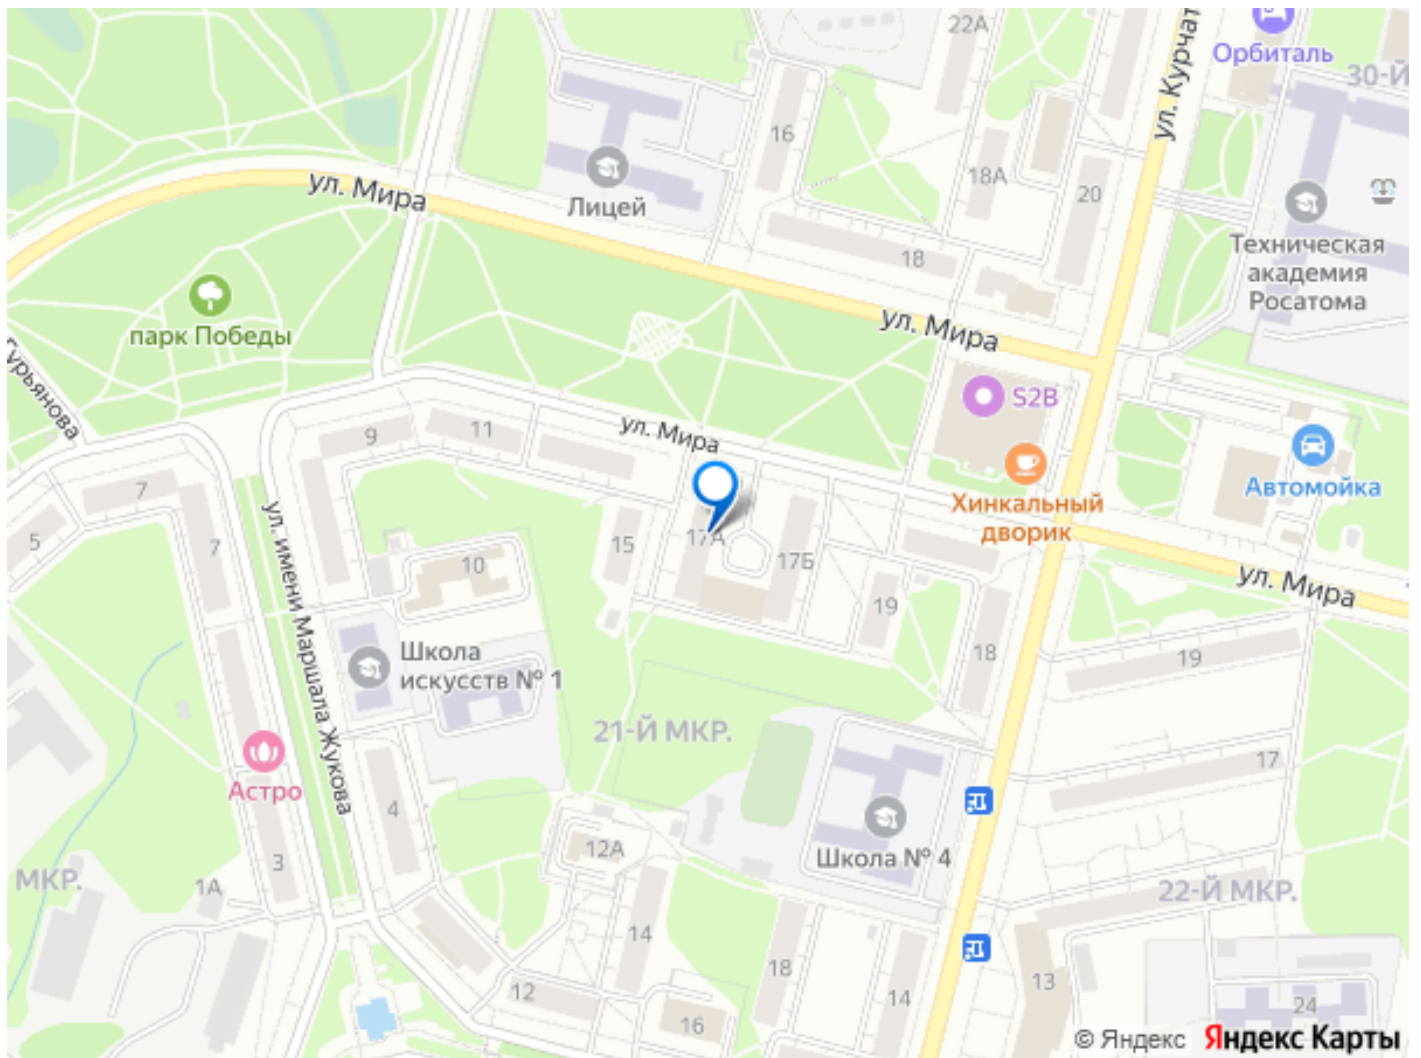 22А
ул. Курчат
Орбиталь
30-Й
16
ул. Мира
Лицей
18А
20
Техническая
академия
Росатома
18
парк Победы
ул. Мира
S2B
Гурьянова
9
11
ул. Мира
Автомойка
Хинкальный
дворик
7
5
7
15
17А
17Б
10
ул. имени Маршала Жукова
19
ул. Мира
18
19
Школа
искусств № 1
21-Й МКР.
17
Астро
4
Школа № 4
12А
3
МКР.
1А
22-Й МКР.
14
18
12
16
14
13
24
© Яндекс
Яндекс Карты